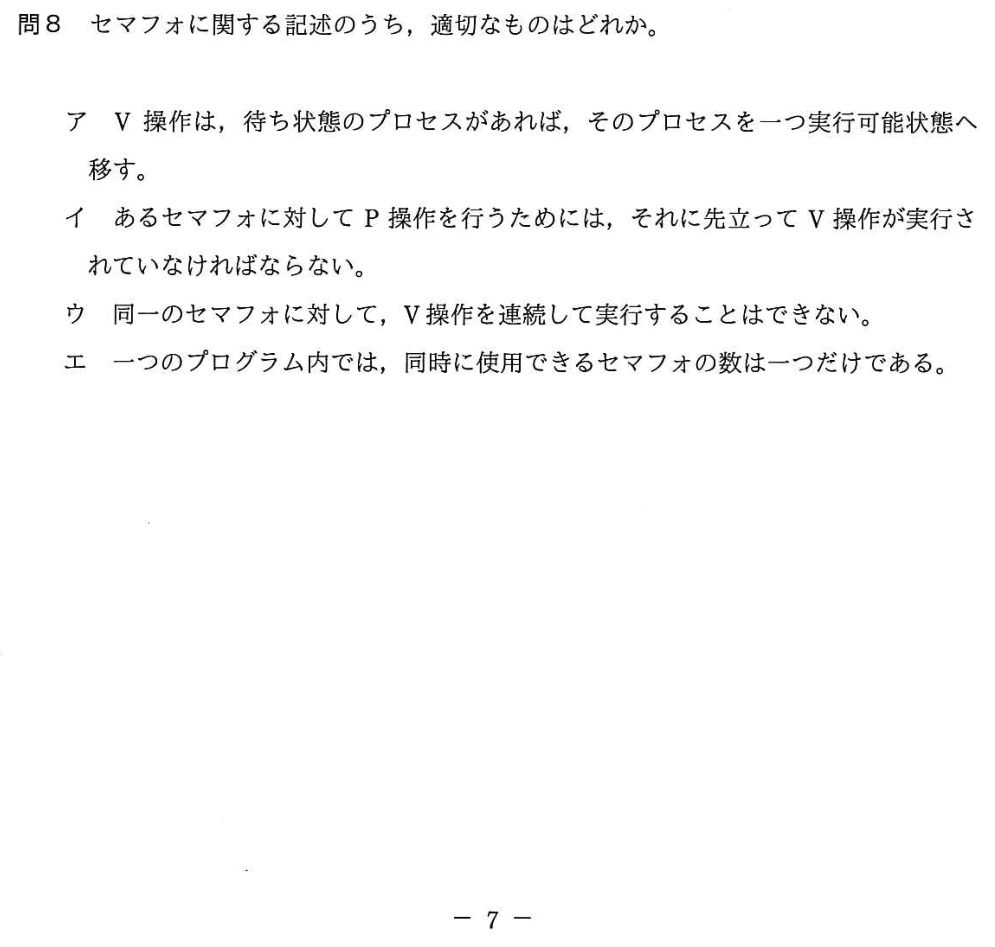 問8 セマフォに関する記述のうち，適切なものはどれか。
ア V 操作は，待ち状態のプロセスがあれば，そのプロセスを一つ実行可能状態へ
移す。
イ あるセマフォに対して P 操作を行うためには，それに先立って V 操作が実行さ
れていなければならない。
ウ 同一のセマフォに対して，V操作を連続して実行することはできない。
エ 一つのプログラム内では，同時に使用できるセマフォの数は一つだけである。
－ 7 －